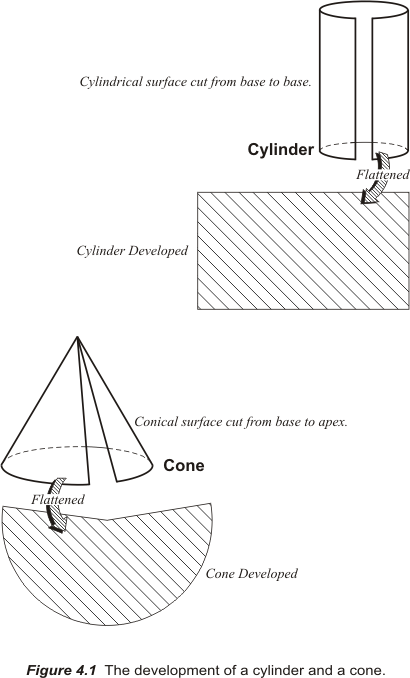 Cylindrical surface cut from base to base.
Cylinder
Flattened
Cylinder Developed
Conical surface cut from base to apex.
Cone
Flattened
Cone Developed
Figure 4.1 The development of a cylinder and a cone.